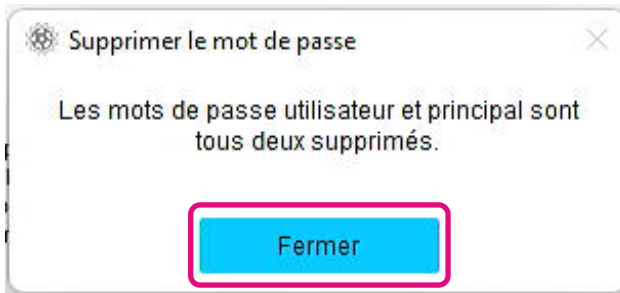 Supprimer le mot de passe
Les mots de passe utilisateur et principal sont
tous deux supprimés.
Fermer